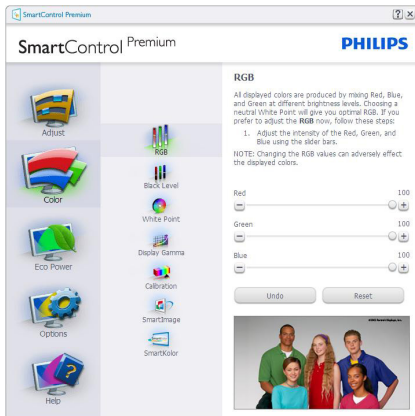 SmartControl Premium
SmartControl Premium
PHILIPS
Adjust
Color
Eco Power
Options
Help
RGB
Black Level
White Point
Display Gamma
Calibration
SmartImage
SmartKolor
RGB
All displayed colors are produced by mixing Red, Blue,
and Green at different brightness levels. Choosing a
neutral White Point will give you optimal RGB. If you
prefer to adjust the RGB now, follow these steps:
1. Adjust the intensity of the Red, Green, and
Blue using the slider bars.
NOTE: Changing the RGB values can adversely effect
the displayed colors.
Red 100
Green 100
Blue 100
Undo Reset